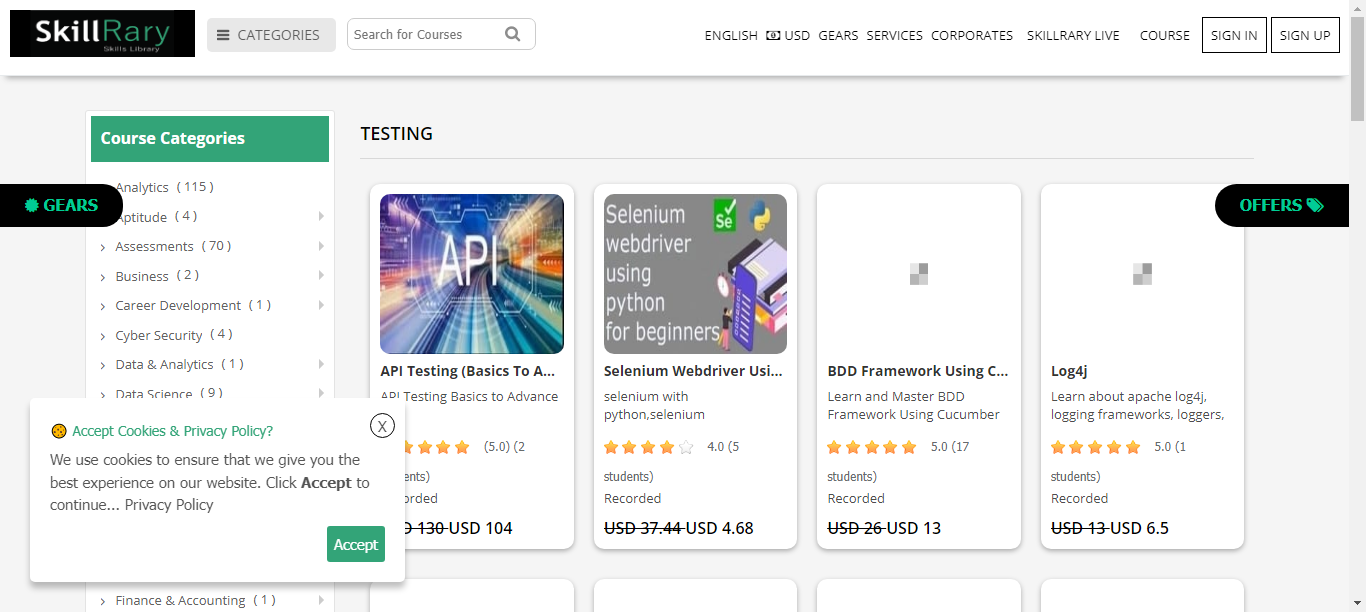 SkillRary
Skills Library
CATEGORIES
Search for Courses
ENGLISH USD GEARS SERVICES CORPORATES SKILLRARY LIVE COURSE SIGN IN SIGN UP
Course Categories
Analytics ( 115 )
Aptitude ( 4 )
Assessments ( 70 )
Business ( 2 )
Career Development ( 1 )
Cyber Security ( 4 )
Data & Analytics ( 1 )
Data Science ( 9 )
Finance & Accounting ( 1 )
GEARS
OFFERS
TESTING
API
API Testing (Basics To A...
API Testing Basics to Advance
(5.0) (2
ents)
orded
130 USD 104
Selenium
webdriver
using
python
for beginners
Se
Selenium Webdriver Usi...
selenium with
python,selenium
4.0 (5
students)
Recorded
USD 37.44 USD 4.68
BDD Framework Using C...
Learn and Master BDD
Framework Using Cucumber
5.0 (17
students)
Recorded
USD 26 USD 13
Log4j
Learn about apache log4j,
logging frameworks, loggers,
5.0 (1
students)
Recorded
USD 13 USD 6.5
Accept Cookies & Privacy Policy?
X
We use cookies to ensure that we give you the
best experience on our website. Click Accept to
continue... Privacy Policy
Accept